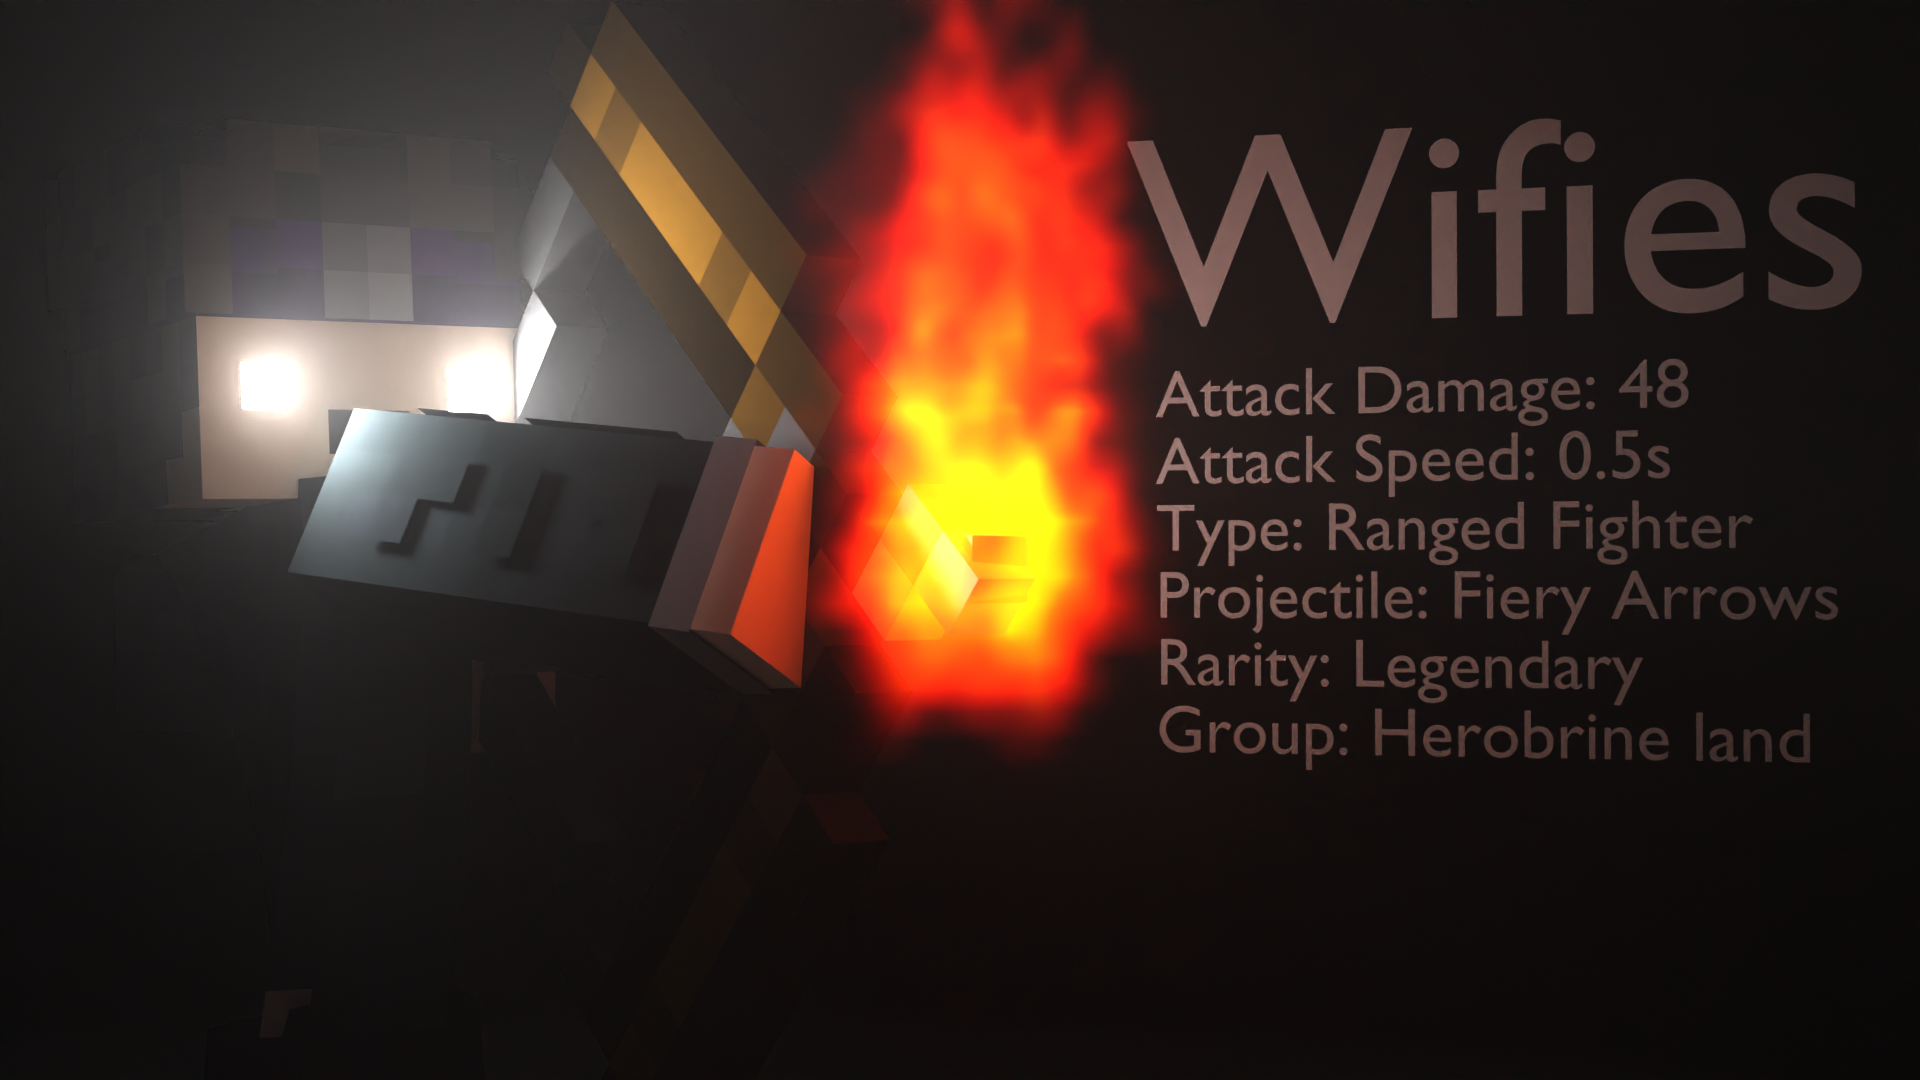 Wifies
Attack Damage: 48
Attack Speed: 0.5s
Type: Ranged Fighter
Projectile: Fiery Arrows
Rarity: Legendary
Group: Herobrine land